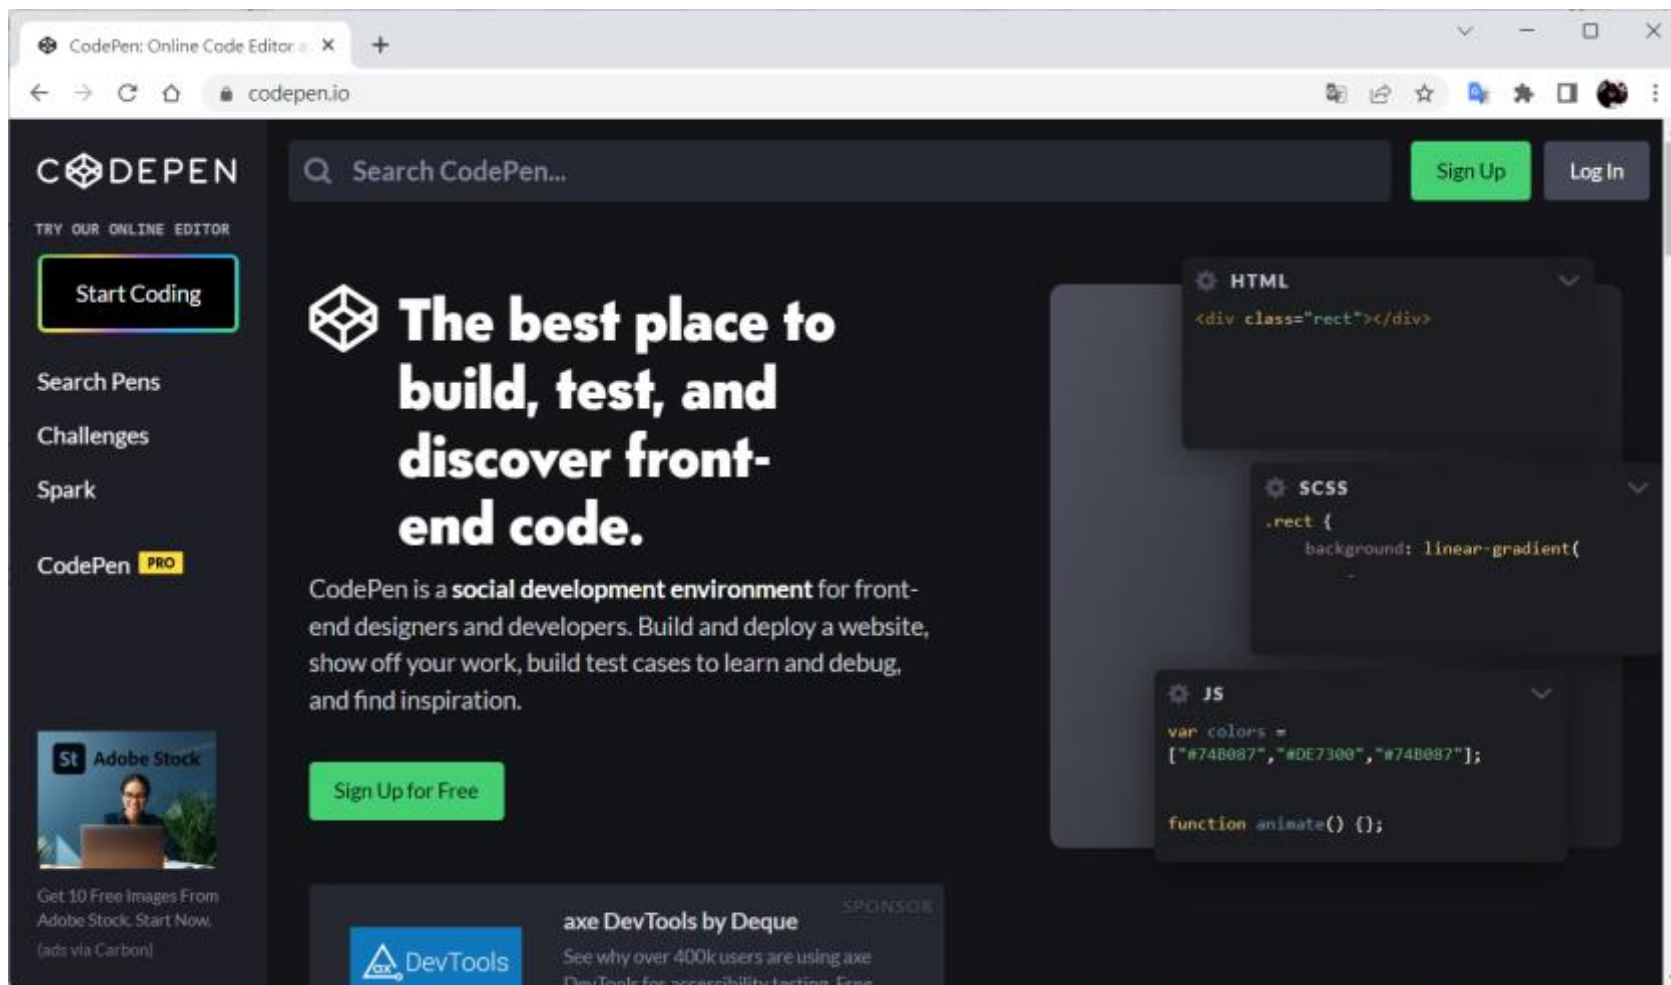 CodePen: Online Code Editor a
codepen.io
CODEPEN
Search CodePen...
Sign Up
Log In
TRY OUR ONLINE EDITOR
Start Coding
Search Pens
Challenges
Spark
CodePen PRO
The best place to
build, test, and
discover front-
end code.
CodePen is a social development environment for front-
end designers and developers. Build and deploy a website,
show off your work, build test cases to learn and debug,
and find inspiration.
Sign Up for Free
HTML
<div class="rect"></div>
SCSS
.rect {
background: linear-gradient(
-
JS
var colors =
["#74B087","#DE7300","#74B087"];
function animate() {};
St Adobe Stock
Get 10 Free Images From
Adobe Stock. Start Now.
(ads via Carbon)
SPONSOR
axe DevTools by Deque
axe DevTools
See why over 400k users are using axe
DevTools for accessibility testing. Free